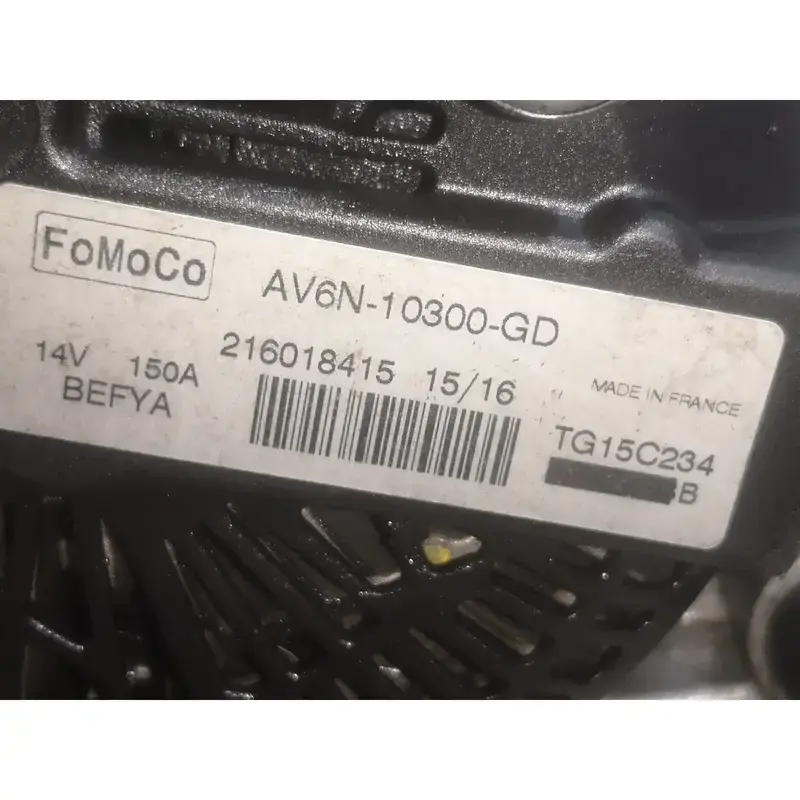 FoMoCo
AV6N-10300-GD
14V 150A 216018415 15/16
BEFYA
MADE IN FRANCE
TG15C234
B